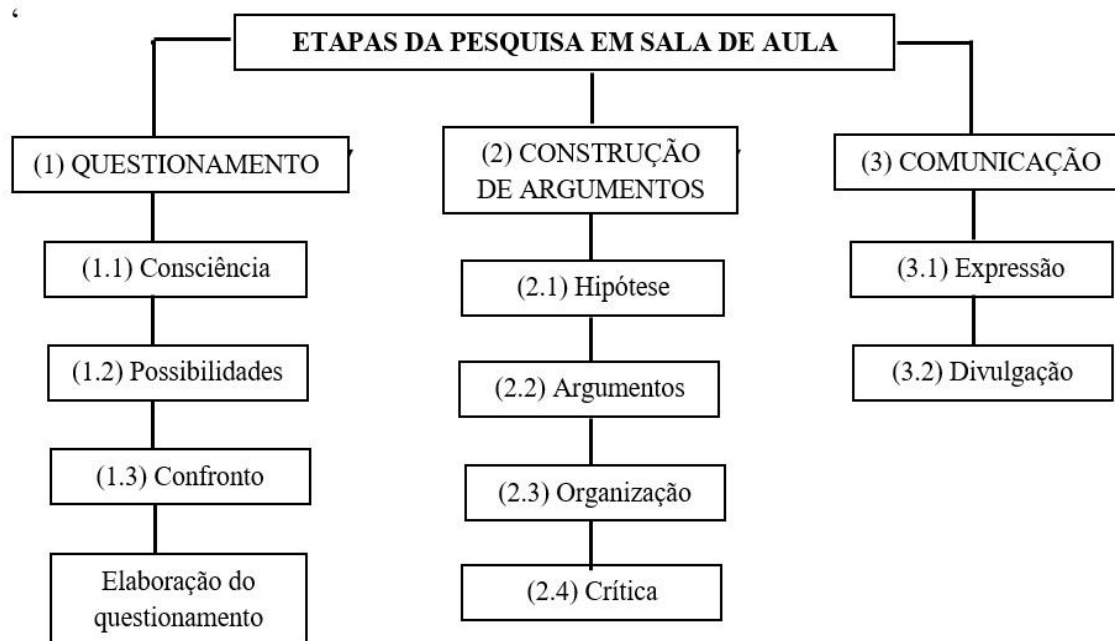 ‘
ETAPAS DA PESQUISA EM SALA DE AULA
(1) QUESTIONAMENTO
(1.1) Consciência
(1.2) Possibilidades
(1.3) Confronto
Elaboração do
questionamento
(2) CONSTRUÇÃO
DE ARGUMENTOS
(2.1) Hipótese
(2.2) Argumentos
(2.3) Organização
(2.4) Crítica
(3) COMUNICAÇÃO
(3.1) Expressão
(3.2) Divulgação